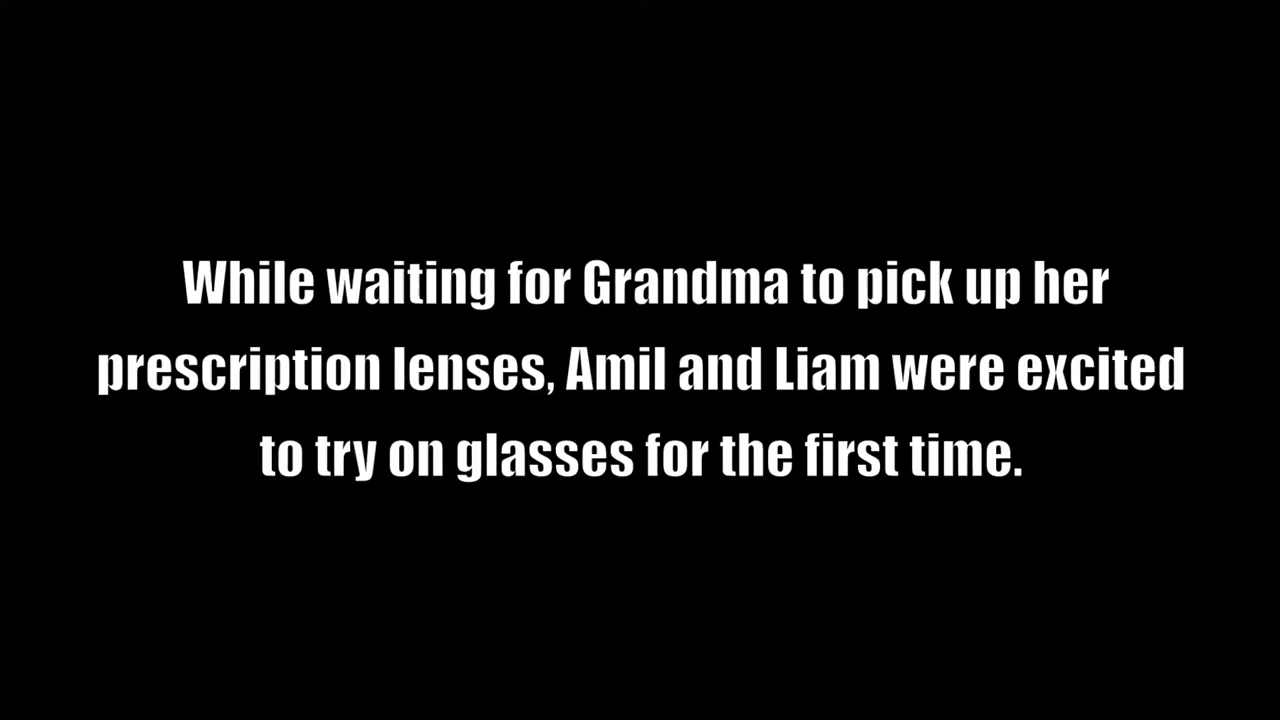 While waiting for Grandma to pick up her
prescription lenses, Amil and Liam were excited
to try on glasses for the first time.